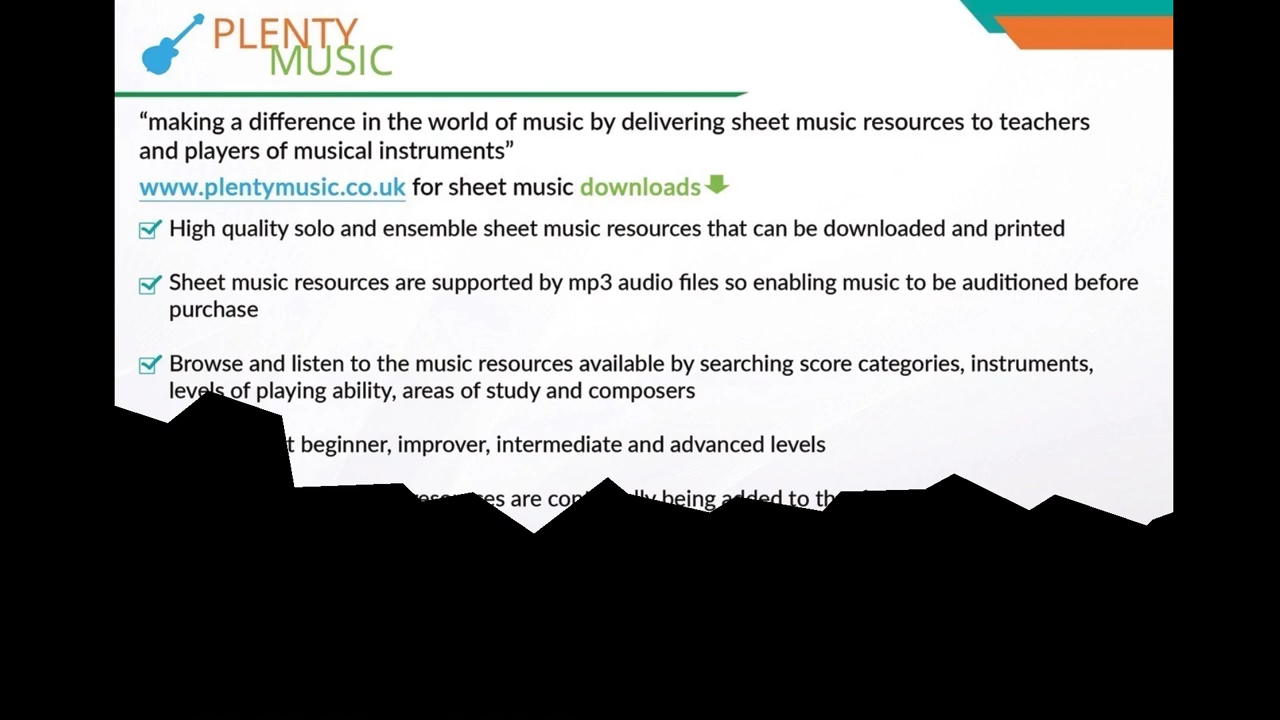 PLENTY
MUSIC
“making a difference in the world of music by delivering sheet music resources to teachers
and players of musical instruments”
www.plentymusic.co.uk for sheet music downloads
High quality solo and ensemble sheet music resources that can be downloaded and printed
Sheet music resources are supported by mp3 audio files so enabling music to be auditioned before
purchase
Browse and listen to the music resources available by searching score categories, instruments,
levels of playing ability, areas of study and composers
beginner, improver, intermediate and advanced levels
are being added to